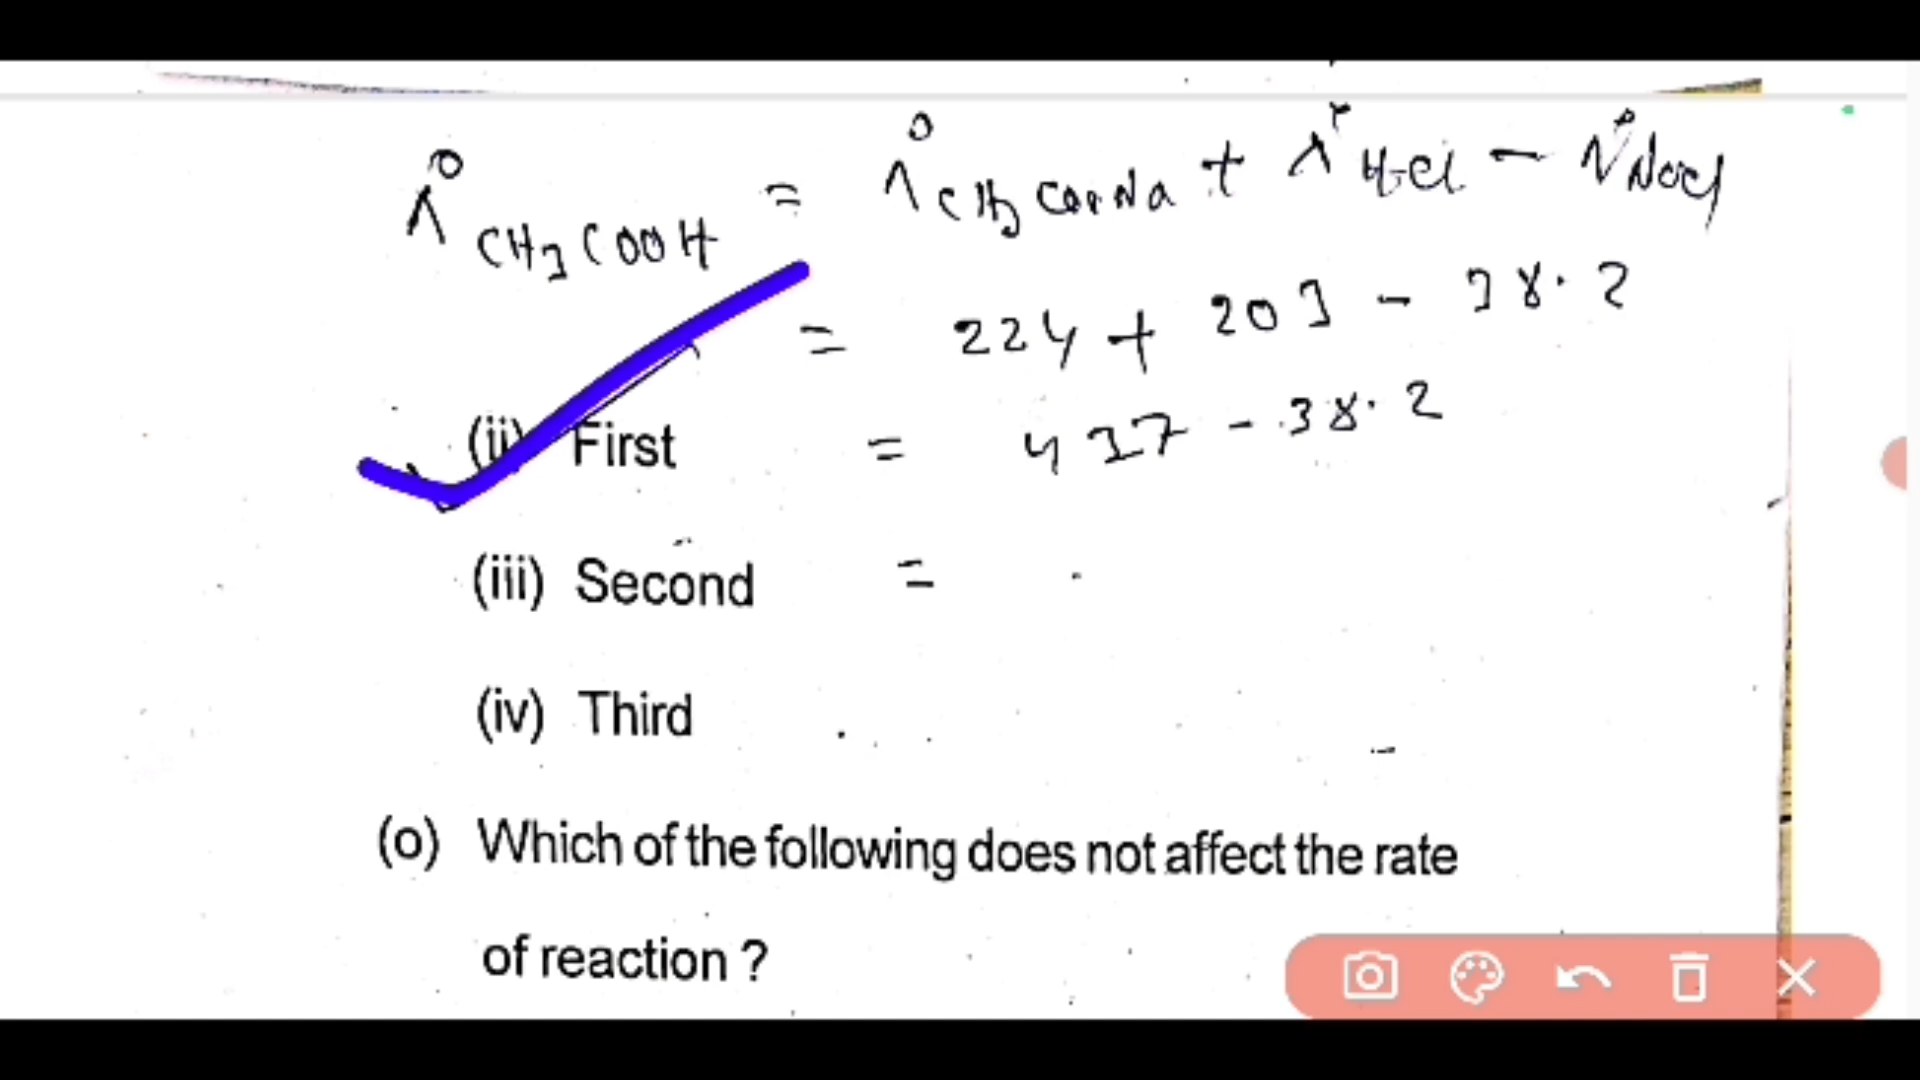 Λ° CH3COOH = Λ° CH3COONa + Λ° HCl - Λ° NaCl
= 224 + 203 - 38.2
(ii) First = 437 - 38.2
(iii) Second =
(iv) Third
(o) Which of the following does not affect the rate
of reaction ?